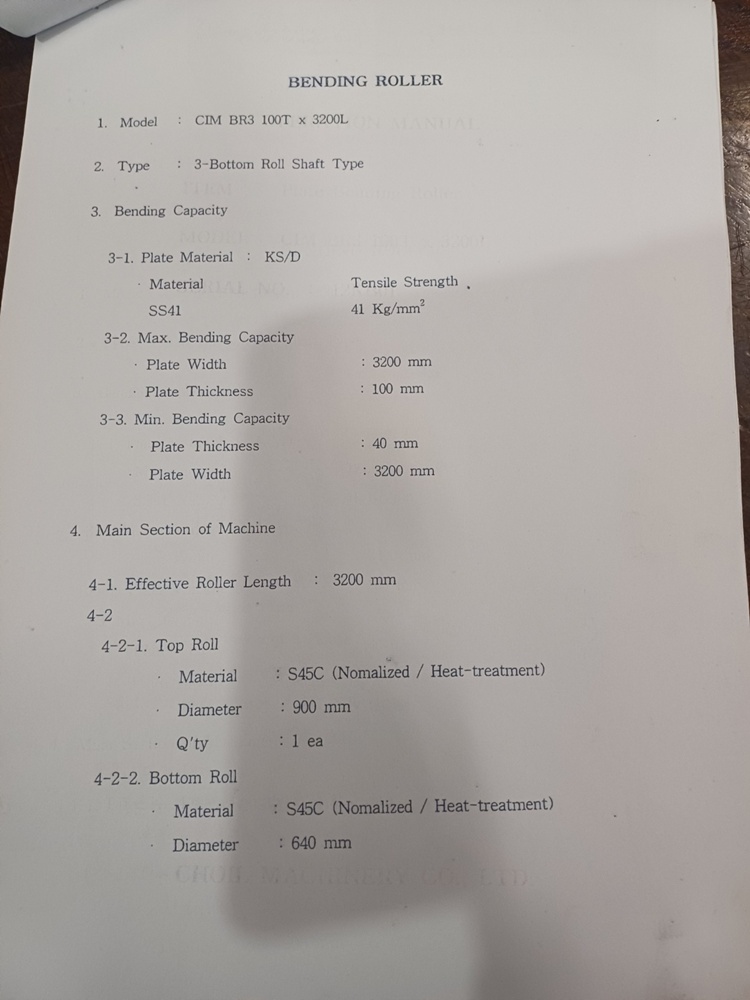 BENDING ROLLER
1. Model : CIM BR3 100T x 3200L
2. Type : 3-Bottom Roll Shaft Type
3. Bending Capacity
3-1. Plate Material : KS/D
· Material Tensile Strength
SS41 41 Kg/mm²
3-2. Max. Bending Capacity
· Plate Width : 3200 mm
· Plate Thickness : 100 mm
3-3. Min. Bending Capacity
· Plate Thickness : 40 mm
· Plate Width : 3200 mm
4. Main Section of Machine
4-1. Effective Roller Length : 3200 mm
4-2
4-2-1. Top Roll
· Material : S45C (Nomalized / Heat-treatment)
· Diameter : 900 mm
· Q'ty : 1 ea
4-2-2. Bottom Roll
· Material : S45C (Nomalized / Heat-treatment)
· Diameter : 640 mm